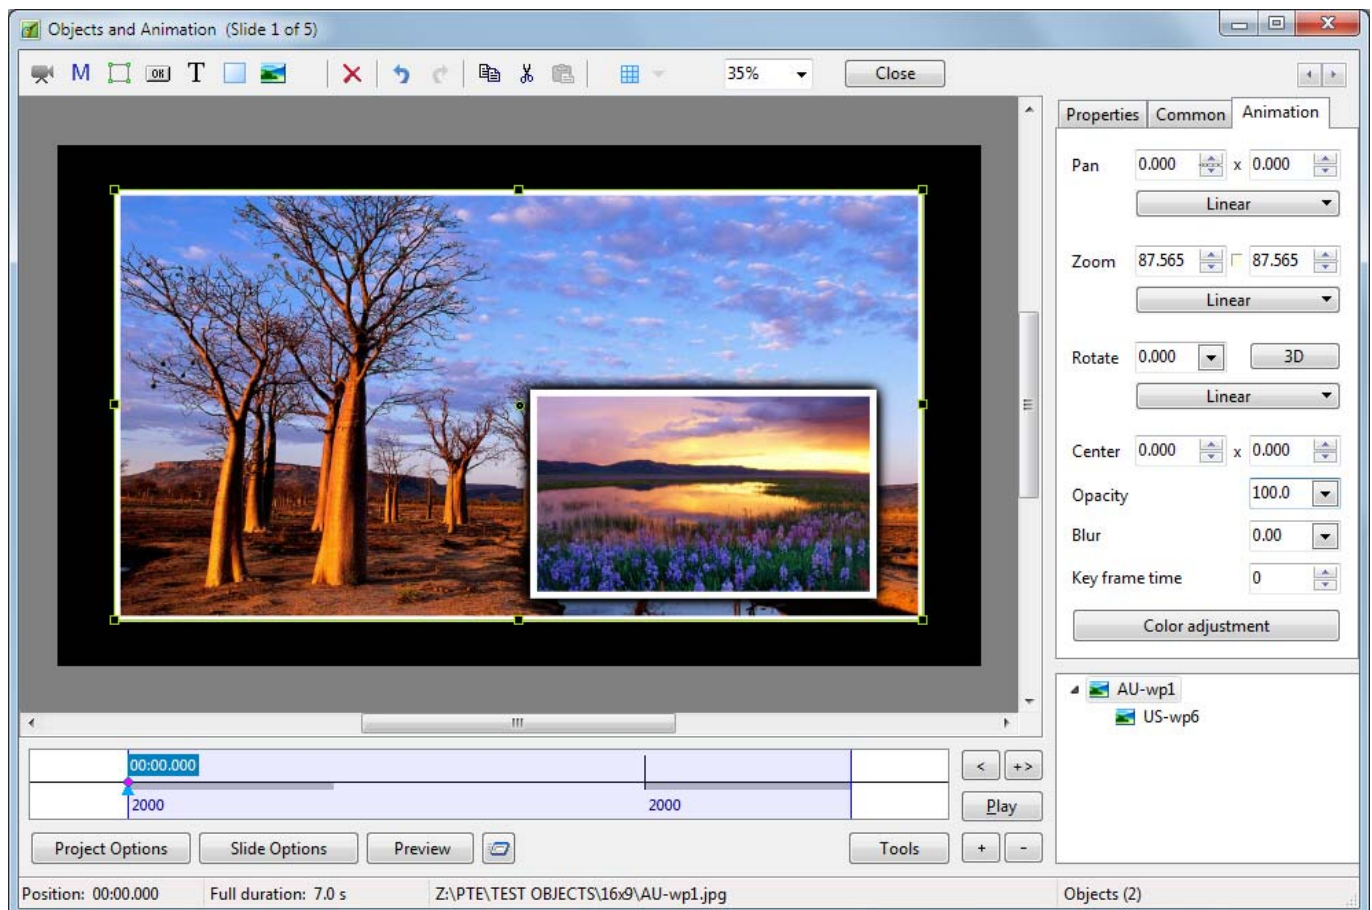 Objects and Animation (Slide 1 of 5)
M OK T 35% Close
Properties Common Animation
Pan 0.000 x 0.000
Linear
Zoom 87.565 87.565
Linear
Rotate 0.000 3D
Linear
Center 0.000 x 0.000
Opacity 100.0
Blur 0.00
Key frame time 0
Color adjustment
AU-wp1
US-wp6
00:00.000
2000 2000
< +>
Play
Project Options Slide Options Preview Tools + -
Position: 00:00.000 Full duration: 7.0 s Z:\PTE\TEST OBJECTS\16x9\AU-wp1.jpg Objects (2)